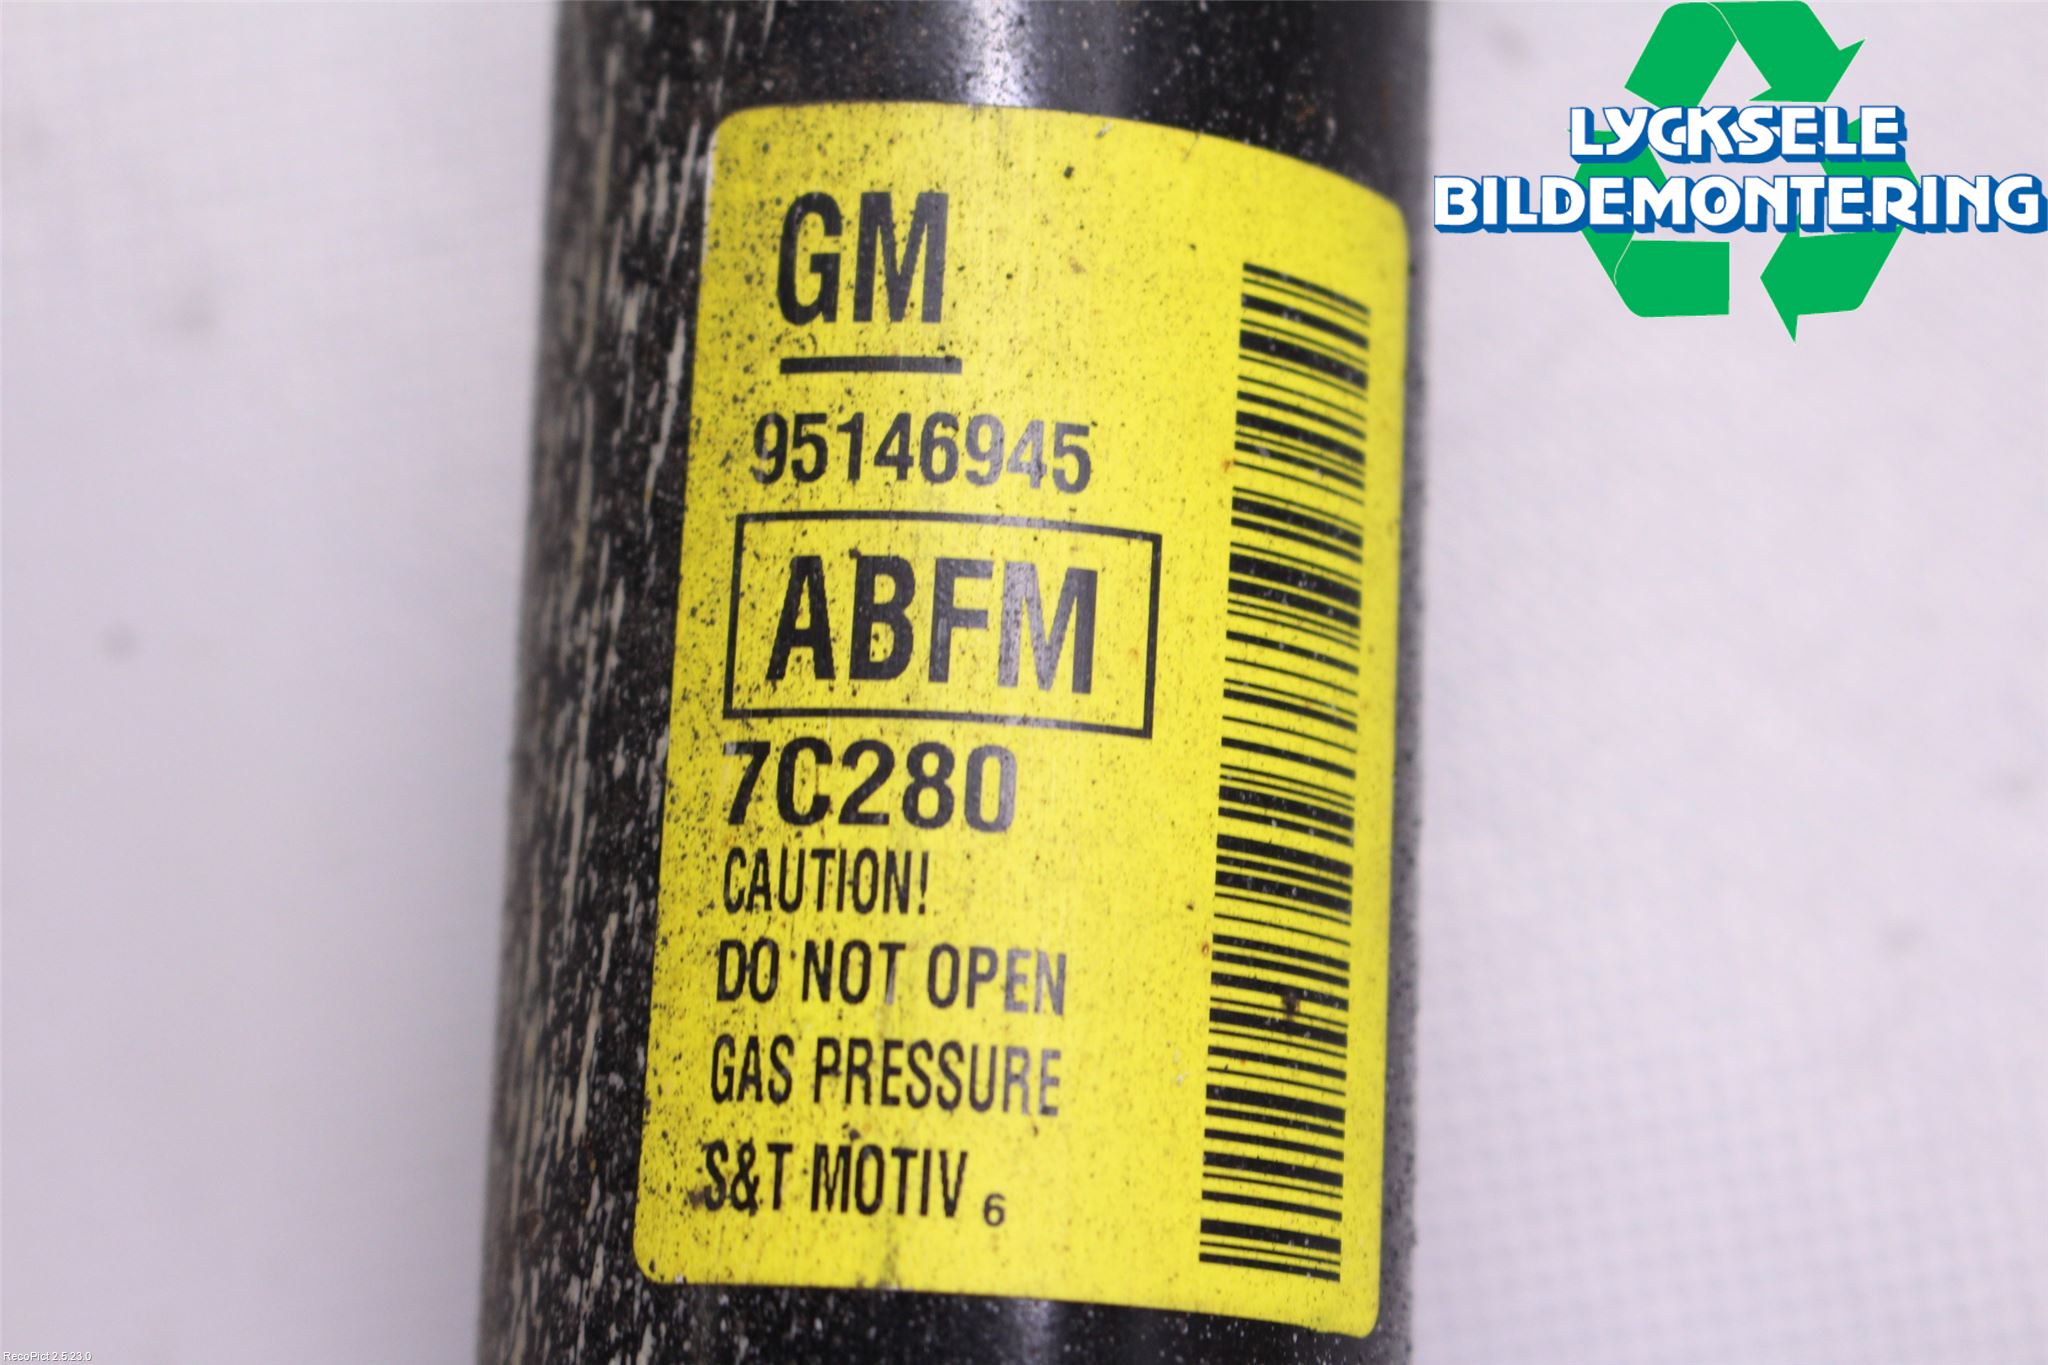 LYCKSELE
BILDEMONTERING
GM
95146945
ABFM
7C280
CAUTION!
DO NOT OPEN
GAS PRESSURE
S&T MOTIV 6
RecoPict 2.5.23.0